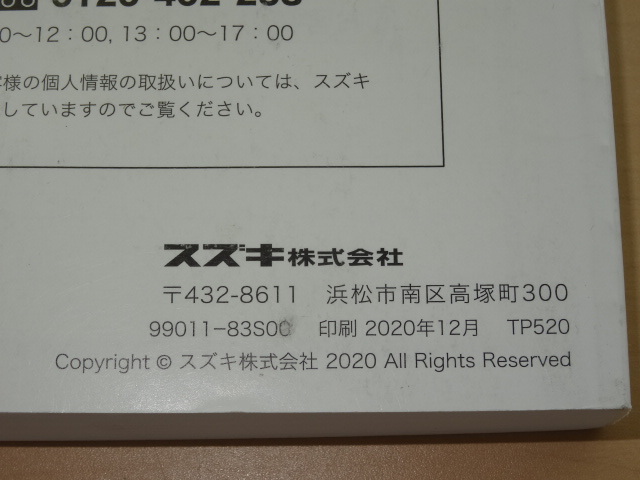 0〜12：00, 13：00〜17：00
様の個人情報の取扱いについては、スズキ
していますのでご覧ください。
スズキ株式会社
〒432-8611 浜松市南区高塚町300
99011-83S00 印刷 2020年12月 TP520
Copyright © スズキ株式会社 2020 All Rights Reserved